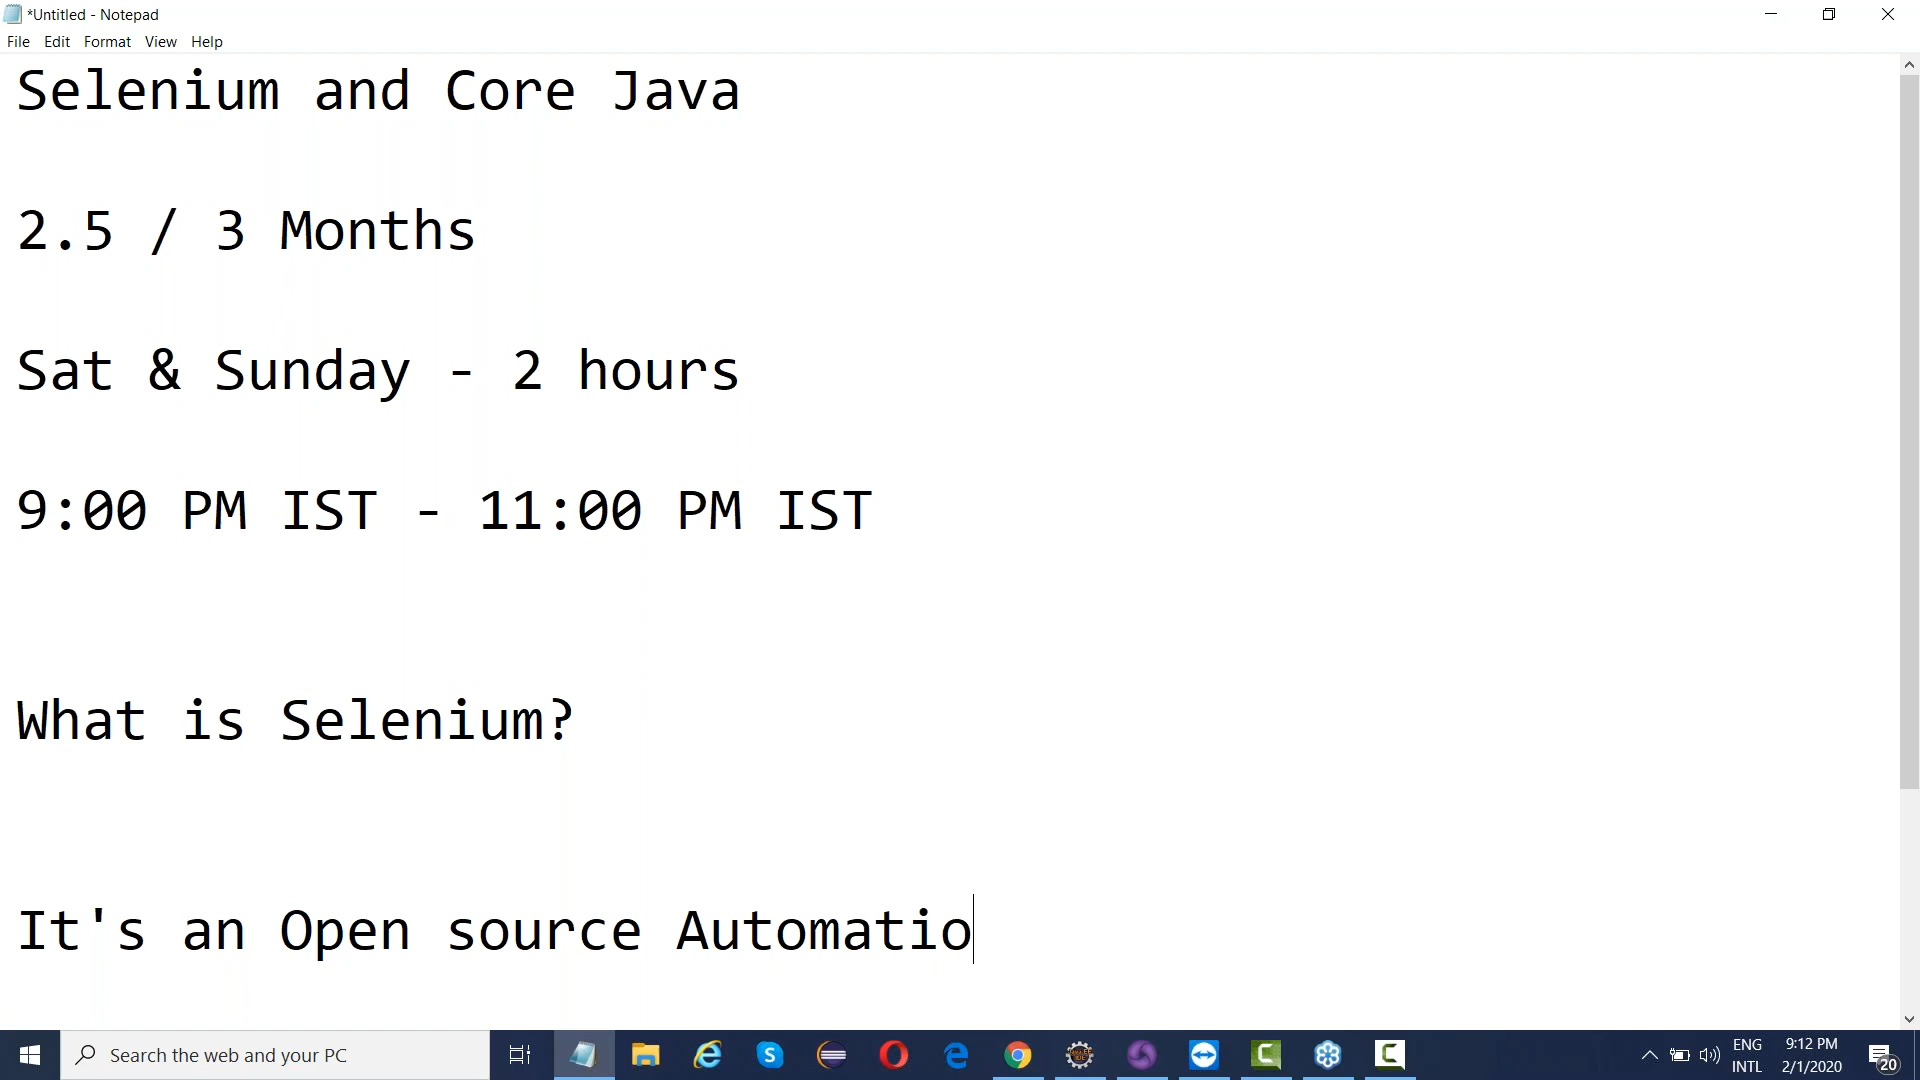 *Untitled - Notepad
File Edit Format View Help
Selenium and Core Java
2.5 / 3 Months
Sat & Sunday - 2 hours
9:00 PM IST - 11:00 PM IST
What is Selenium?
It's an Open source Automatio
Search the web and your PC
ENG
INTL
9:12 PM
2/1/2020
20